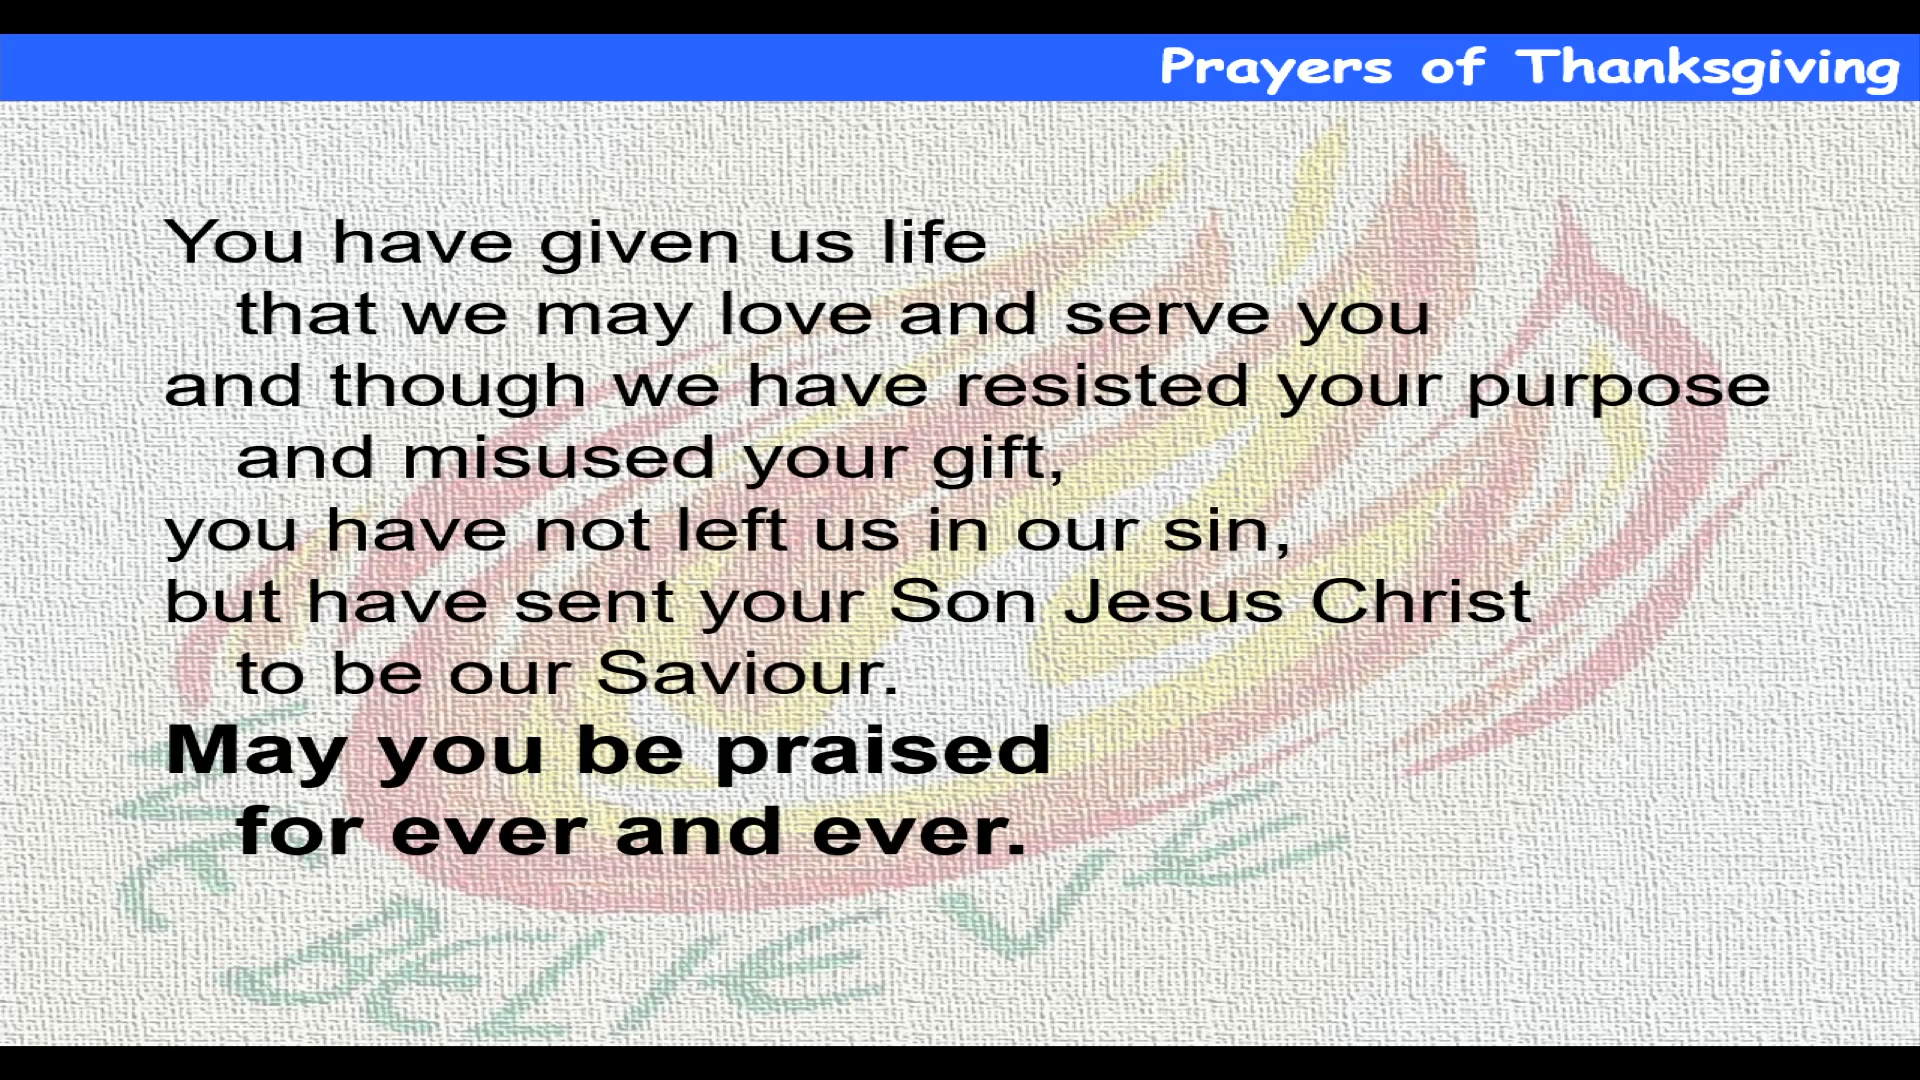 Prayers of Thanksgiving
You have given us life
that we may love and serve you
and though we have resisted your purpose
and misused your gift,
you have not left us in our sin,
but have sent your Son Jesus Christ
to be our Saviour.
May you be praised
for ever and ever.
BELIEVE